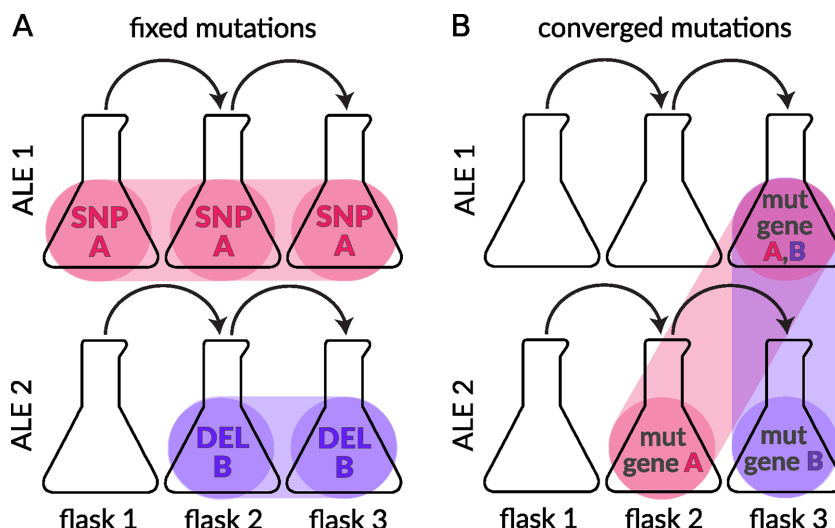 A
fixed mutations
ALE 1
SNP
A
SNP
A
SNP
A
ALE 2
DEL
B
DEL
B
flask 1
flask 2
flask 3
B
converged mutations
ALE 1
mut
gene
A,B
ALE 2
mut
gene A
mut
gene B
flask 1
flask 2
flask 3